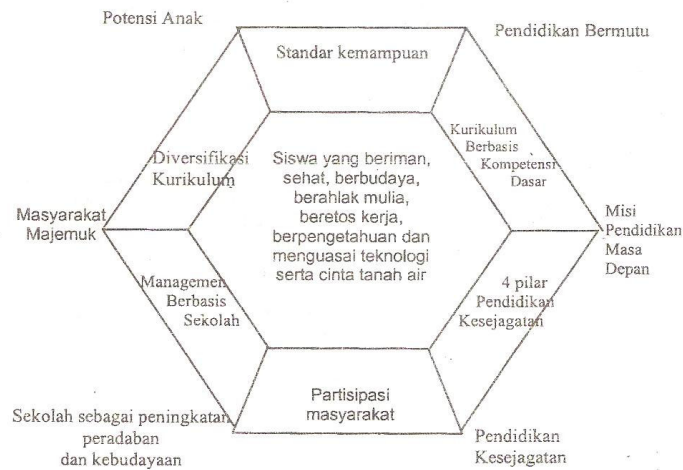 Potensi Anak
Pendidikan Bermutu
Standar kemampuan
Kurikulum
Berbasis
Kompetensi
Dasar
Diversifikasi
Kurikulum
Siswa yang beriman,
sehat, berbudaya,
berahlak mulia,
beretos kerja,
berpengetahuan dan
menguasai teknologi
serta cinta tanah air
Masyarakat
Majemuk
Misi
Pendidikan
Masa
Depan
Managemen
Berbasis
Sekolah
4 pilar
Pendidikan
Kesejagatan
Partisipasi
masyarakat
Sekolah sebagai peningkatan
peradaban
dan kebudayaan
Pendidikan
Kesejagatan